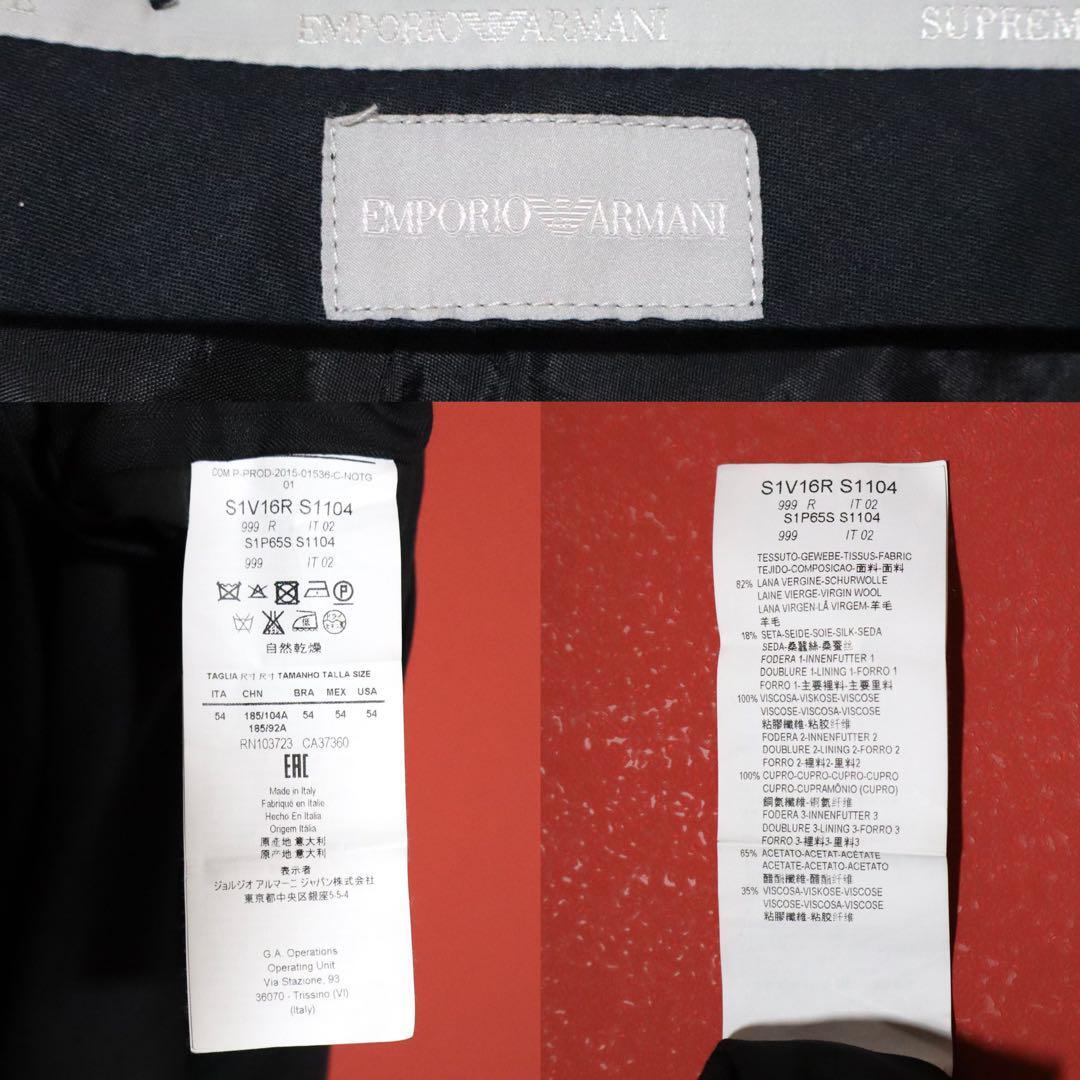 EMPORIO ARMANI
SUPREM
EMPORIO ARMANI
COM P-PROD-2015-01536-C-NOTG
01
S1V16R S1104
999 R IT 02
S1P65S S1104
999 IT 02
P
自然乾燥
TAGLIA 尺寸 尺寸 TAMANHO TALLA SIZE
ITA CHN BRA MEX USA
54 185/104A 54 54 54
185/92A
RN103723 CA37360
EAC
Made in Italy
Fabriqué en Italie
Hecho En Italia
Origem Itália
原産地 意大利
原产地 意大利
表示者
ジョルジオ アルマーニ ジャパン株式会社
東京都中央区銀座5-5-4
G.A. Operations
Operating Unit
Via Stazione, 93
36070 - Trissino (VI)
(Italy)
S1V16R S1104
999 R IT 02
S1P65S S1104
999 IT 02
TESSUTO-GEWEBE-TISSUS-FABRIC
TEJIDO-COMPOSICAO-面料-面料
82% LANA VERGINE-SCHURWOLLE
LAINE VIERGE-VIRGIN WOOL
LANA VIRGEN-LÃ VIRGEM-羊毛
羊毛
18% SETA-SEIDE-SOIE-SILK-SEDA
SEDA-桑蠶絲-桑蚕丝
FODERA 1-INNENFUTTER 1
DOUBLURE 1-LINING 1-FORRO 1
FORRO 1-主要裡料-主要里料
100% VISCOSA-VISKOSE-VISCOSE
VISCOSE-VISCOSA-VISCOSE
粘膠纖維-粘胶纤维
FODERA 2-INNENFUTTER 2
DOUBLURE 2-LINING 2-FORRO 2
FORRO 2-裡料2-里料2
100% CUPRO-CUPRO-CUPRO-CUPRO
CUPRO-CUPRAMÔNIO (CUPRO)
銅氨纖維-铜氨纤维
FODERA 3-INNENFUTTER 3
DOUBLURE 3-LINING 3-FORRO 3
FORRO 3-裡料3-里料3
65% ACETATO-ACETAT-ACÉTATE
ACETATE-ACETATO-ACETATO
醋酯纖維-醋酯纤维
35% VISCOSA-VISKOSE-VISCOSE
VISCOSE-VISCOSA-VISCOSE
粘膠纖維-粘胶纤维